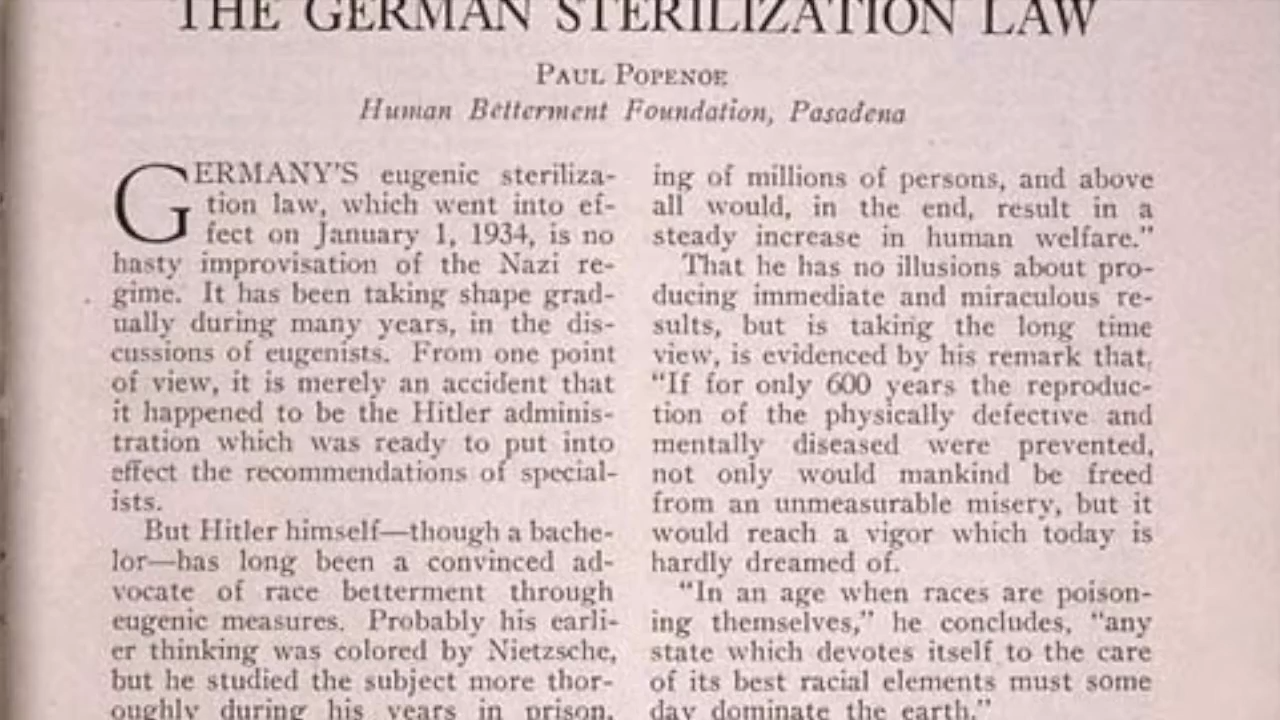 THE GERMAN STERILIZATION LAW
PAUL POPENOE
Human Betterment Foundation, Pasadena
GERMANY'S eugenic steriliza-
tion law, which went into ef-
fect on January 1, 1934, is no
hasty improvisation of the Nazi re-
gime. It has been taking shape grad-
ually during many years, in the dis-
cussions of eugenists. From one point
of view, it is merely an accident that
it happened to be the Hitler adminis-
tration which was ready to put into
effect the recommendations of special-
ists.
But Hitler himself—though a bache-
lor—has long been a convinced ad-
vocate of race betterment through
eugenic measures. Probably his earli-
er thinking was colored by Nietzsche,
but he studied the subject more thor-
oughly during his years in prison,
ing of millions of persons, and above
all would, in the end, result in a
steady increase in human welfare."
That he has no illusions about pro-
ducing immediate and miraculous re-
sults, but is taking the long time
view, is evidenced by his remark that,
"If for only 600 years the reproduc-
tion of the physically defective and
mentally diseased were prevented,
not only would mankind be freed
from an unmeasurable misery, but it
would reach a vigor which today is
hardly dreamed of.
"In an age when races are poison-
ing themselves," he concludes, "any
state which devotes itself to the care
of its best racial elements must some
day dominate the earth."